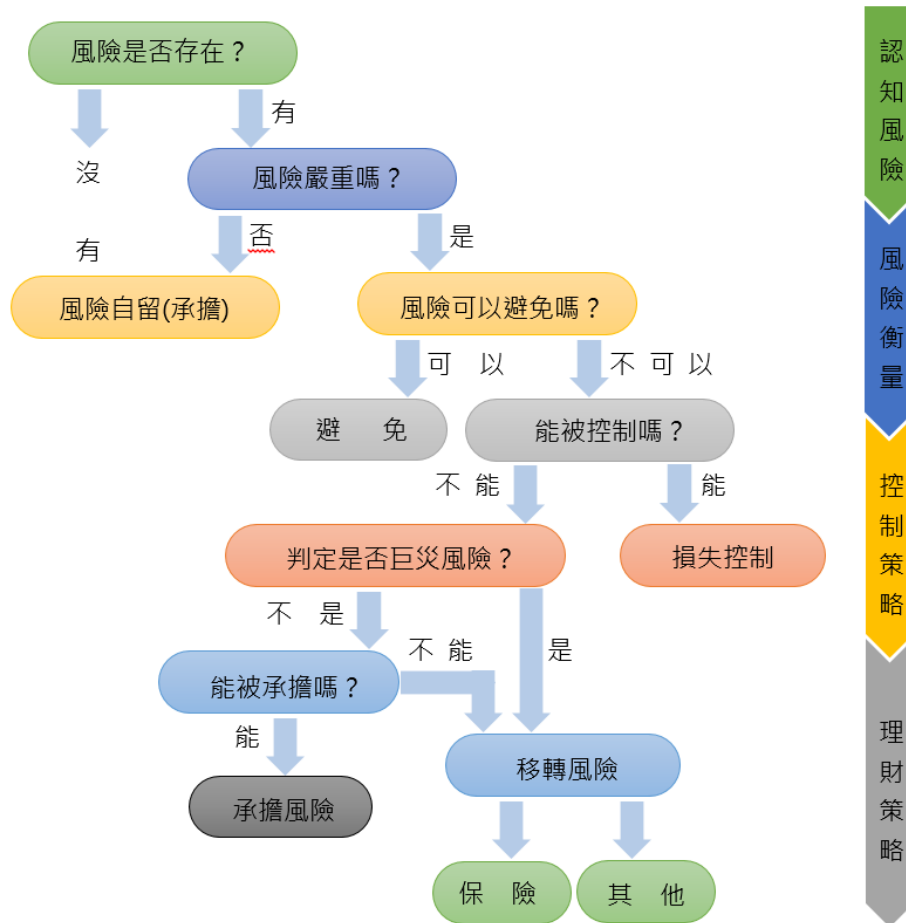 風險是否存在？
有
沒
風險嚴重嗎？
有
否
是
風險自留(承擔)
風險可以避免嗎？
可 以
不 可 以
避 免
能被控制嗎？
不 能
能
判定是否巨災風險？
損失控制
不 是
是
不 能
能被承擔嗎？
能
移轉風險
承擔風險
保 險
其 他
認知風險
風險衡量
控制策略
理財策略